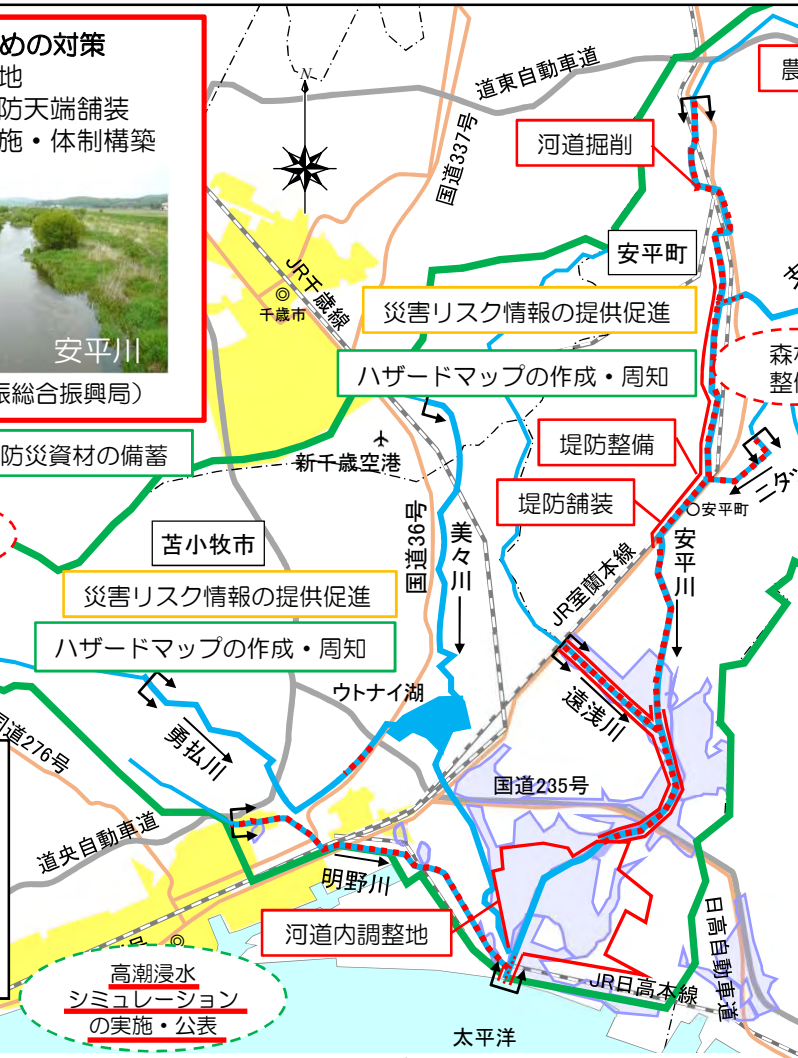 めの対策
地
防天端舗装
施・体制構築
安平川
振総合振興局）
防災資材の備蓄
N
道東自動車道
国道337号
河道掘削
農
安平町
JR千歳線
千歳市
災害リスク情報の提供促進
ハザードマップの作成・周知
森
整
新千歳空港
堤防整備
堤防舗装
ニタ
安平町
苫小牧市
国道36号
美々川
安平川
JR室蘭本線
災害リスク情報の提供促進
ハザードマップの作成・周知
ウトナイ湖
遠浅川
勇払川
国道276号
国道235号
道央自動車道
明野川
河道内調整地
日高自動車道
JR日高本線
号
高潮浸水
シミュレーション
の実施・公表
太平洋